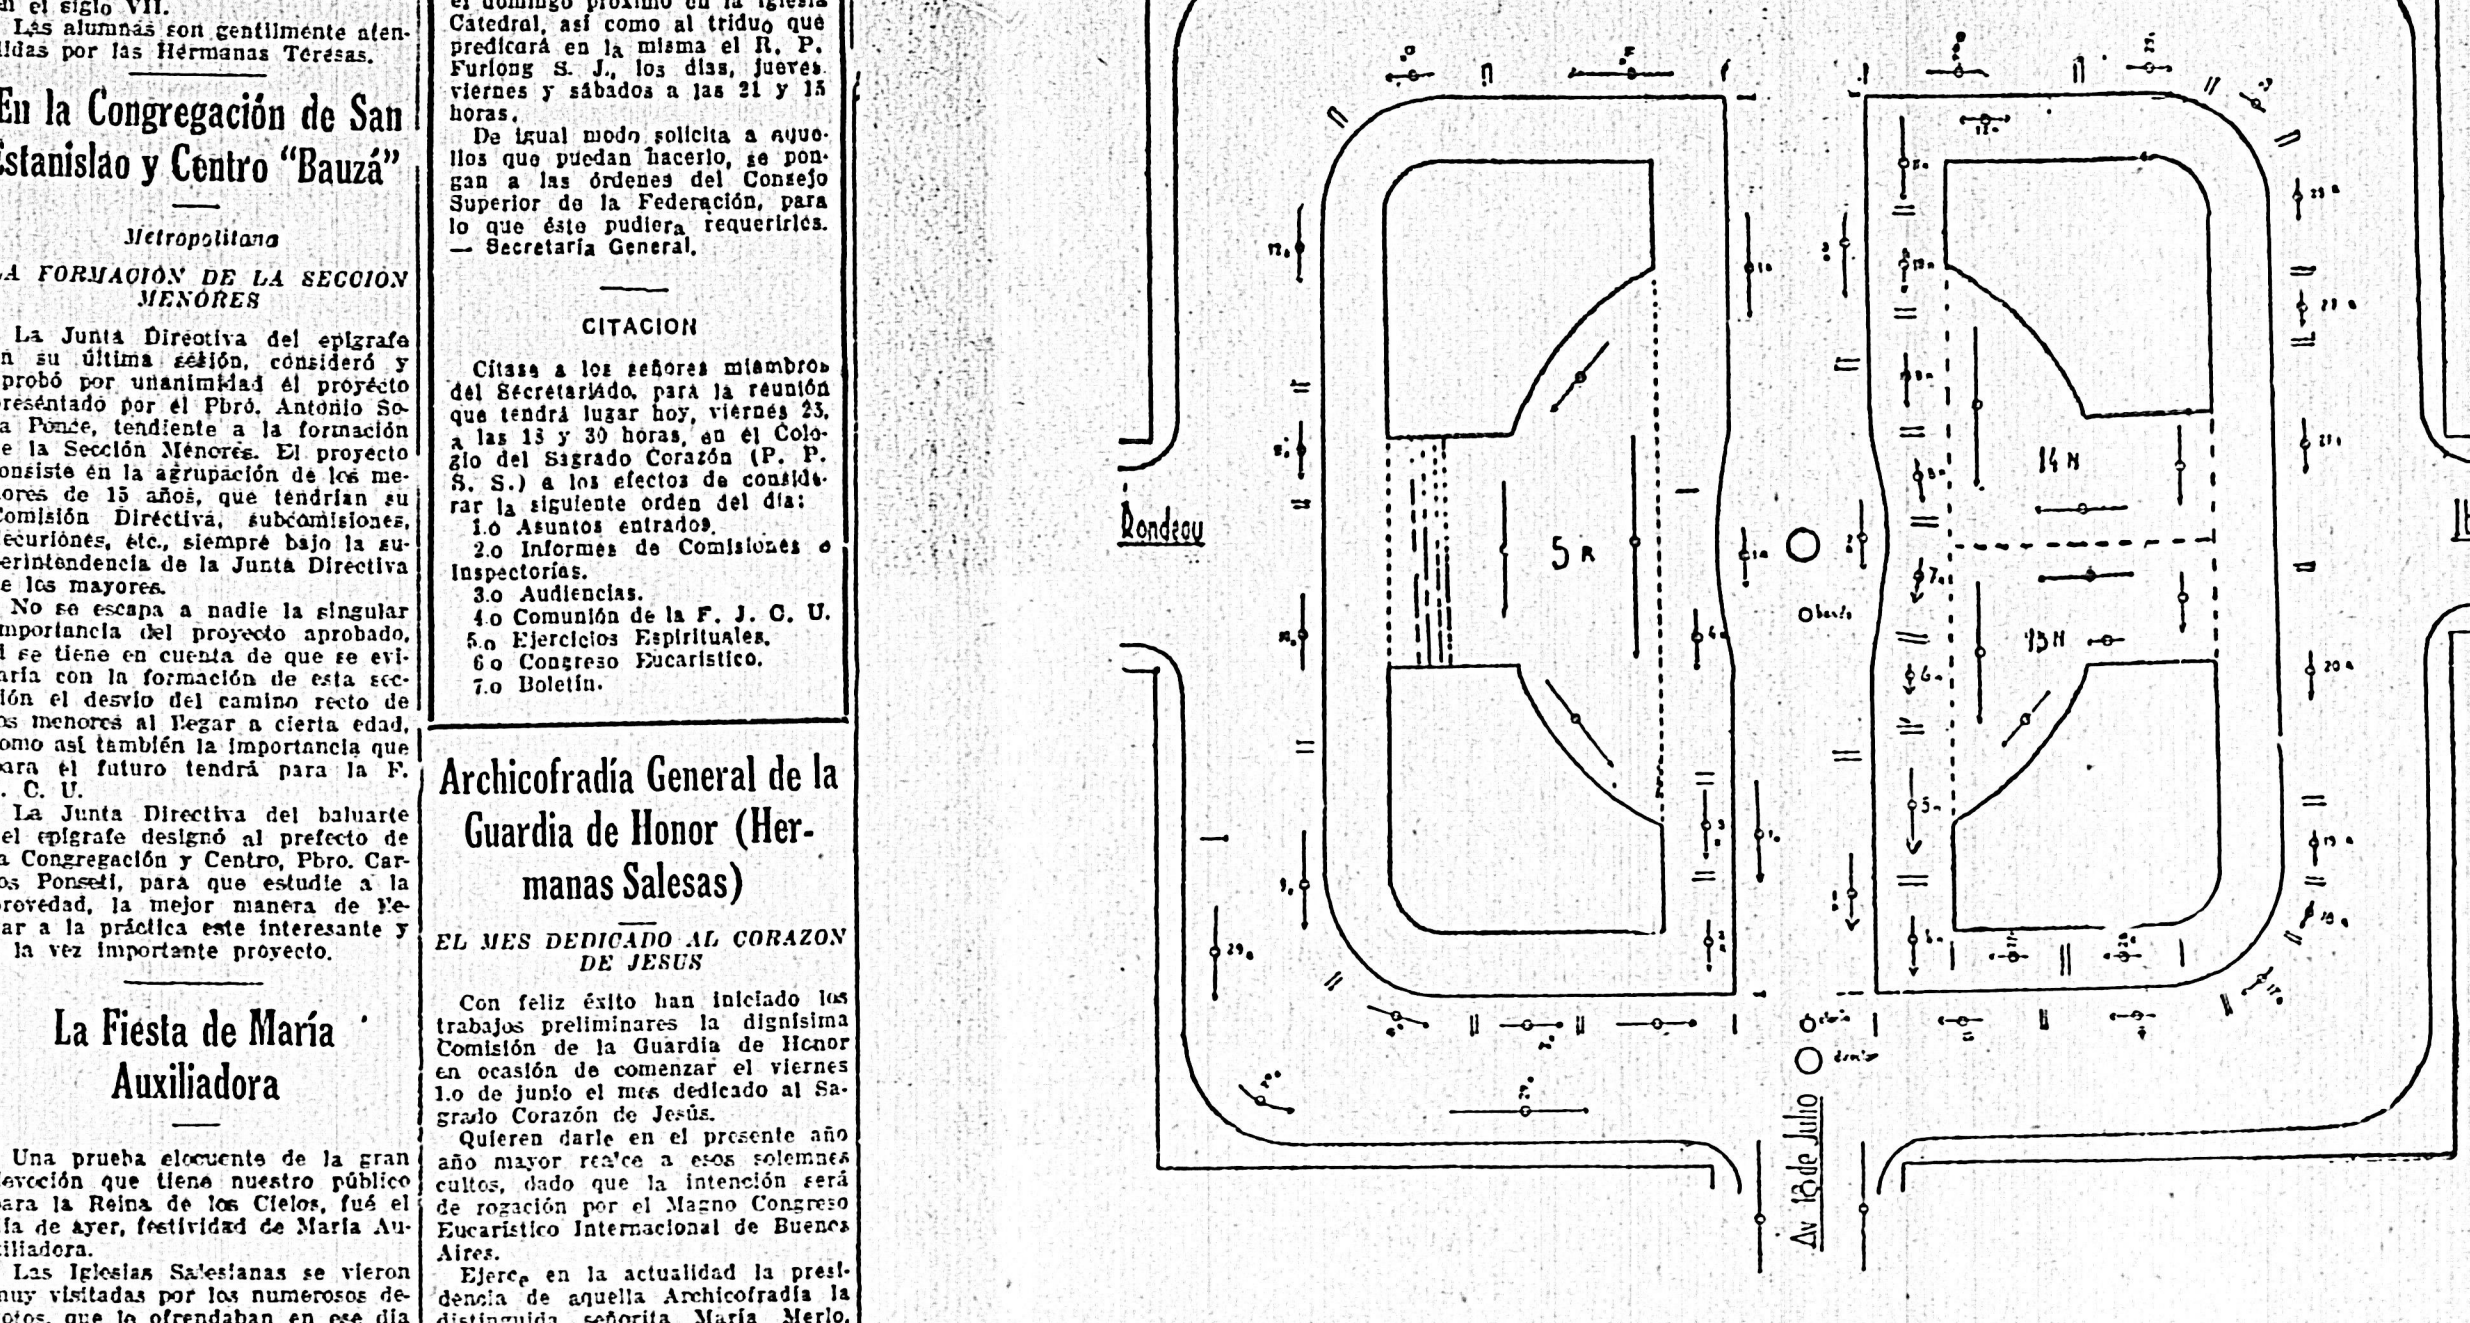 en el siglo VII.
Las alumnas son gentilmente aten-
didas por las Hermanas Teresas.
En la Congregación de San
Estanislao y Centro “Bauzá”
Metropolitana
LA FORMACION DE LA SECCION
MENORES
La Junta Directiva del epígrafe
en su última sesión, consideró y
aprobó por unanimidad el proyecto
presentado por el Pbro. Antonio So-
la Ponce, tendiente a la formación
de la Sección Menores. El proyecto
consiste en la agrupación de los me-
nores de 15 años, que tendrían su
Comisión Directiva, subcomisiones,
decuriones, etc., siempre bajo la su-
perintendencia de la Junta Directiva
de los mayores.
No se escapa a nadie la singular
importancia del proyecto aprobado,
si se tiene en cuenta de que se evi-
taría con la formación de esta sec-
ción el desvío del camino recto de
los menores al llegar a cierta edad,
como así también la importancia que
para el futuro tendrá para la F.
J. C. U.
La Junta Directiva del baluarte
del epígrafe designó al prefecto de
la Congregación y Centro, Pbro. Car-
los Ponseti, para que estudie a la
brevedad, la mejor manera de lle-
var a la práctica este interesante y
a la vez importante proyecto.
La Fiesta de María
Auxiliadora
Una prueba elocuente de la gran
devoción que tiene nuestro público
para la Reina de los Cielos, fué el
día de ayer, festividad de María Au-
xiliadora.
Las Iglesias Salesianas se vieron
muy visitadas por los numerosos de-
votos, que le ofrendaban en ese día
el domingo próximo en la Iglesia
Catedral, así como al triduo que
predicará en la misma el R. P.
Furlong S. J., los días, jueves.
viernes y sábados a las 21 y 15
horas.
De igual modo solicita a aque-
llos que puedan hacerlo, se pon-
gan a las órdenes del Consejo
Superior de la Federación, para
lo que éste pudiera requerirles.
— Secretaría General.
CITACION
Cítase a los señores miembros
del Secretariado, para la reunión
que tendrá lugar hoy, viernes 25,
a las 18 y 30 horas, en el Cole-
gio del Sagrado Corazón (P. P.
S. S.) a los efectos de conside-
rar la siguiente orden del día:
1.o Asuntos entrados.
2.o Informes de Comisiones e
Inspectorías.
3.o Audiencias.
4.o Comunión de la F. J. C. U.
5.o Ejercicios Espirituales.
6.o Congreso Eucarístico.
7.o Boletín.
Archicofradía General de la
Guardia de Honor (Her-
manas Salesas)
EL MES DEDICADO AL CORAZON
DE JESUS
Con feliz éxito han iniciado los
trabajos preliminares la dignísima
Comisión de la Guardia de Honor
en ocasión de comenzar el viernes
1.o de junio el mes dedicado al Sa-
grado Corazón de Jesús.
Quieren darle en el presente año
año mayor rea'ce a esos solemnes
cultos, dado que la intención será
de rogación por el Magno Congreso
Eucarístico Internacional de Buenos
Aires.
Ejerce en la actualidad la presi-
dencia de aquella Archicofradía la
distinguida señorita María Merlo,
Rondeau
5 R
14 N
15 N
Av 18 de Julio